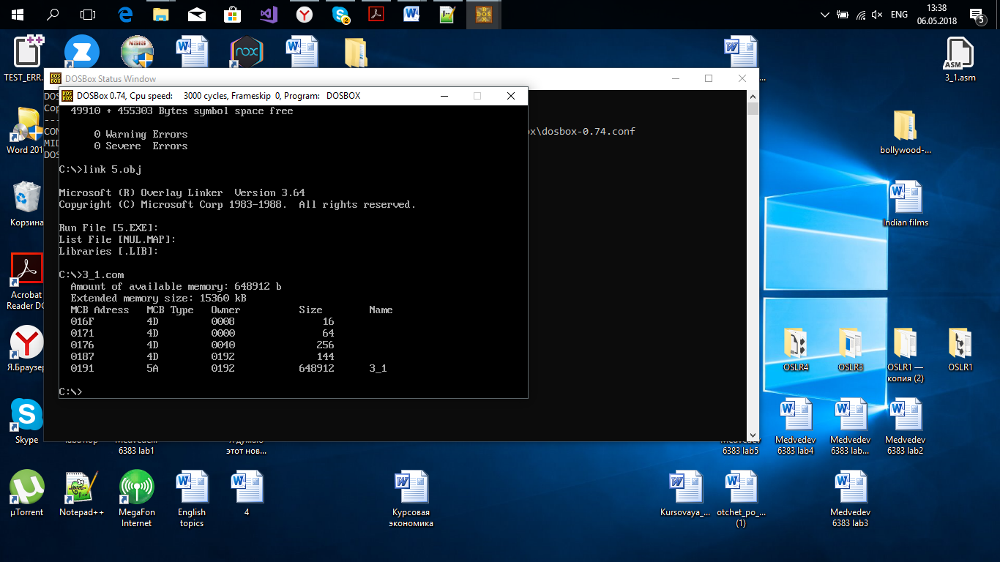 ENG
13:38
06.05.2018
5
2
TEST_ERR.
NSIS
nox
ASM
3_1.asm
DOSBox Status Window
DOSBox 0.74, Cpu speed:    3000 cycles, Frameskip  0, Program:   DOSBOX
ox\dosbox-0.74.conf
49910 + 455303 Bytes symbol space free
0 Warning Errors
0 Severe  Errors
C:\>link 5.obj
Microsoft (R) Overlay Linker  Version 3.64
Copyright (C) Microsoft Corp 1983-1988.  All rights reserved.
Run File [5.EXE]:
List File [NUL.MAP]:
Libraries [.LIB]:
C:\>3_1.com
Amount of available memory: 648912 b
Extended memory size: 15360 kB
MCB Adress   MCB Type   Owner          Size        Name
016F         4D         0008               16
0171         4D         0000               64
0176         4D         0040              256
0187         4D         0192              144
0191         5A         0192           648912      3_1
C:\>
Word 201
Корзина
Acrobat
Reader DC
Я.Браузер
Skype
bollywood-...
Indian films
OSLR4
OSLR3
OSLR1 —
копия (2)
OSLR1
6383 lab1
этот нов...
Medvedev
6383 lab5
Medvedev
6383 lab4
Medvedev
6383 lab...
Medvedev
6383 lab2
µTorrent
Notepad++
MegaFon
Internet
English
topics
4
Курсовая
экономика
Kursovaya_...
otchet_po_...
(1)
Medvedev
6383 lab3